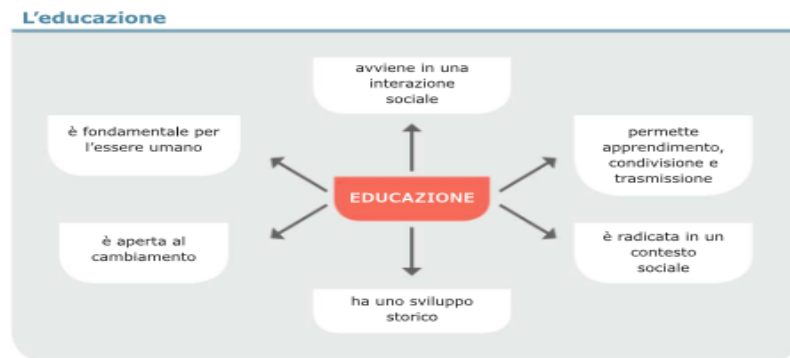 L'educazione
avviene in una
interazione
sociale
è fondamentale per
l'essere umano
permette
apprendimento,
condivisione e
trasmissione
EDUCAZIONE
è aperta al
cambiamento
è radicata in un
contesto
sociale
ha uno sviluppo
storico